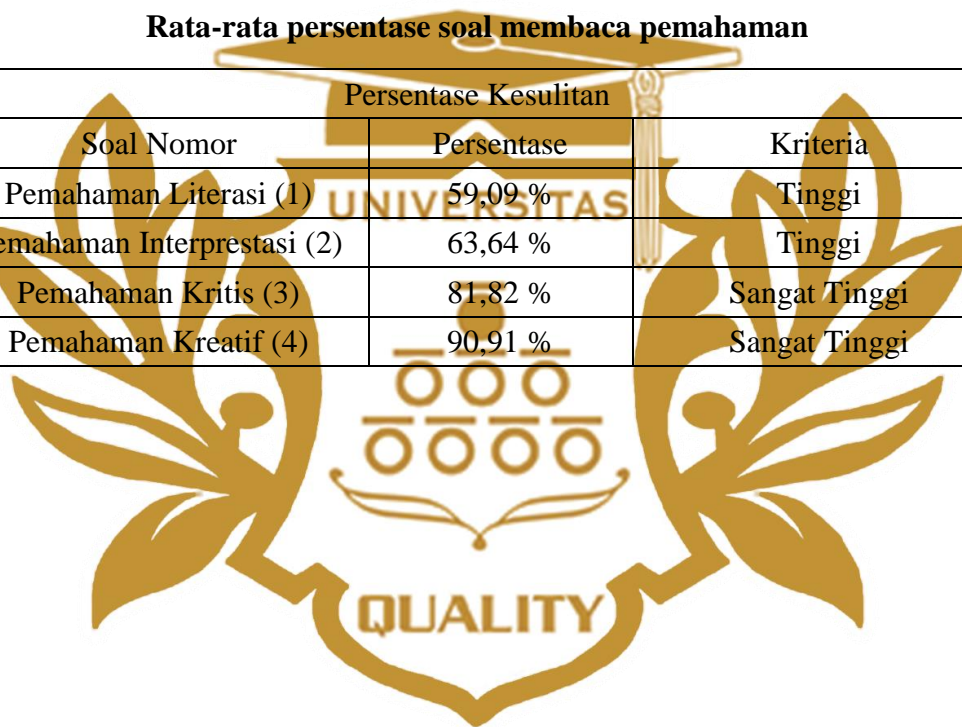 Rata-rata persentase soal membaca pemahaman
Persentase Kesulitan
Soal Nomor Persentase Kriteria
Pemahaman Literasi (1) 59,09 % Tinggi
emahaman Interprestasi (2) 63,64 % Tinggi
Pemahaman Kritis (3) 81,82 % Sangat Tinggi
Pemahaman Kreatif (4) 90,91 % Sangat Tinggi
UNIVERSITAS
QUALITY